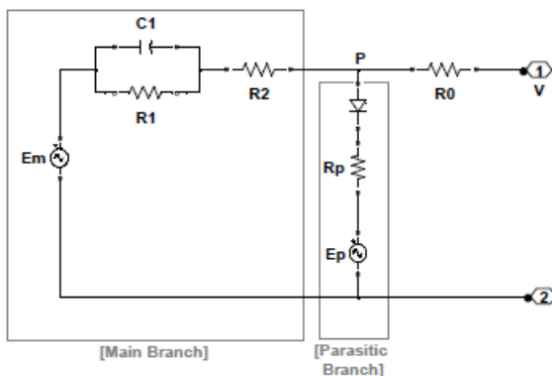 C1
P
1
R1
R2
R0
V
Em
Rp
Ep
2
[Main Branch]
[Parasitic
Branch]